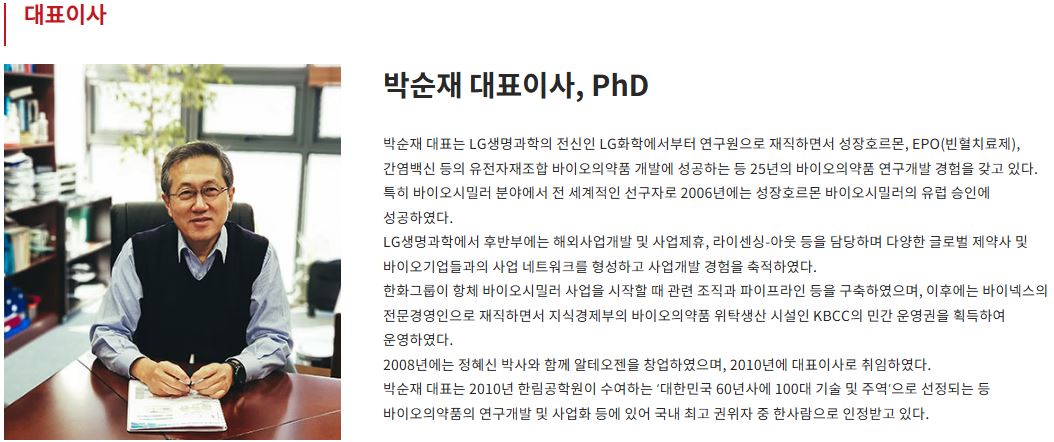 대표이사
박순재 대표이사, PhD
박순재 대표는 LG생명과학의 전신인 LG화학에서부터 연구원으로 재직하면서 성장호르몬, EPO(빈혈치료제),
간염백신 등의 유전자재조합 바이오의약품 개발에 성공하는 등 25년의 바이오의약품 연구개발 경험을 갖고 있다.
특히 바이오시밀러 분야에서 전 세계적인 선구자로 2006년에는 성장호르몬 바이오시밀러의 유럽 승인에
성공하였다.
LG생명과학에서 후반부에는 해외사업개발 및 사업제휴, 라이센싱-아웃 등을 담당하며 다양한 글로벌 제약사 및
바이오기업들과의 사업 네트워크를 형성하고 사업개발 경험을 축적하였다.
한화그룹이 항체 바이오시밀러 사업을 시작할 때 관련 조직과 파이프라인 등을 구축하였으며, 이후에는 바이넥스의
전문경영인으로 재직하면서 지식경제부의 바이오의약품 위탁생산 시설인 KBCC의 민간 운영권을 획득하여
운영하였다.
2008년에는 정혜신 박사와 함께 알테오젠을 창업하였으며, 2010년에 대표이사로 취임하였다.
박순재 대표는 2010년 한림공학원이 수여하는 '대한민국 60년사에 100대 기술 및 주역'으로 선정되는 등
바이오의약품의 연구개발 및 사업화 등에 있어 국내 최고 권위자 중 한사람으로 인정받고 있다.